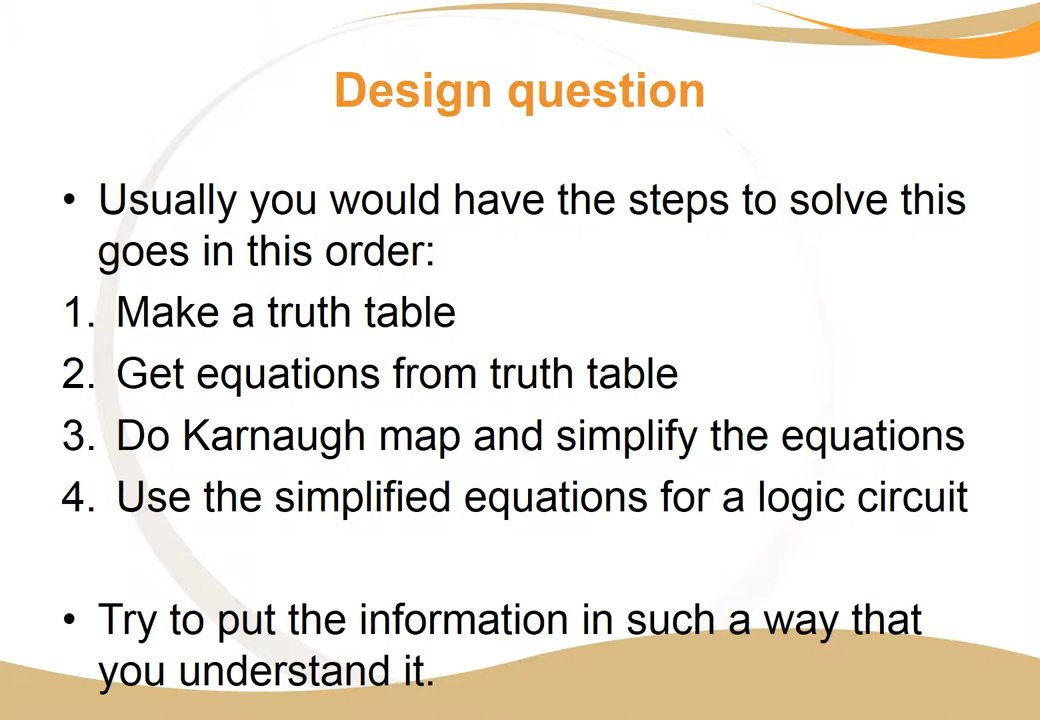 Design question
• Usually you would have the steps to solve this
goes in this order:
1. Make a truth table
2. Get equations from truth table
3. Do Karnaugh map and simplify the equations
4. Use the simplified equations for a logic circuit
• Try to put the information in such a way that
you understand it.